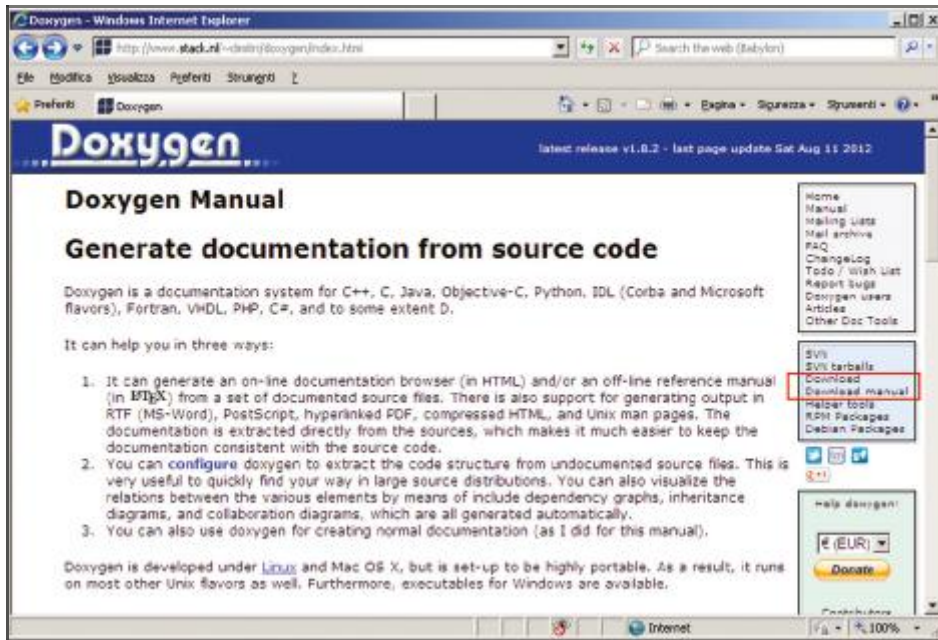 Doxygen - Windows Internet Explorer
http://www.stack.nl/~dimitri/doxygen/index.html
Search the web (Babylon)
File Modifica Visualizza Preferiti Strumenti ?
Preferiti Doxygen Pagina Sicurezza Strumenti
Doxygen
latest release v1.8.2 - last page update Sat Aug 11 2012
Doxygen Manual
Generate documentation from source code
Doxygen is a documentation system for C++, C, Java, Objective-C, Python, IDL (Corba and Microsoft
flavors), Fortran, VHDL, PHP, C#, and to some extent D.
It can help you in three ways:
1. It can generate an on-line documentation browser (in HTML) and/or an off-line reference manual
(in LATEX) from a set of documented source files. There is also support for generating output in
RTF (MS-Word), PostScript, hyperlinked PDF, compressed HTML, and Unix man pages. The
documentation is extracted directly from the sources, which makes it much easier to keep the
documentation consistent with the source code.
2. You can configure doxygen to extract the code structure from undocumented source files. This is
very useful to quickly find your way in large source distributions. You can also visualize the
relations between the various elements by means of include dependency graphs, inheritance
diagrams, and collaboration diagrams, which are all generated automatically.
3. You can also use doxygen for creating normal documentation (as I did for this manual).
Doxygen is developed under Linux and Mac OS X, but is set-up to be highly portable. As a result, it runs
on most other Unix flavors as well. Furthermore, executables for Windows are available.
Home
Manual
Mailing Lists
Mail archive
FAQ
ChangeLog
Todo / Wish List
Report bugs
Doxygen users
Articles
Other Doc Tools
SVN
SVN tarballs
Download
Download manual
Helper tools
RPM Packages
Debian Packages
+1
Help doxygen!
€ (EUR)
Donate
Contributors
Internet
100%